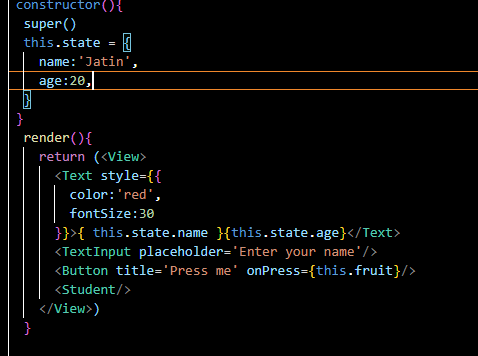 constructor(){
super()
this.state = {
name:'Jatin',
age:20,
}
}
render(){
return (<View>
<Text style={{
color:'red',
fontSize:30
}}>{ this.state.name }{this.state.age}</Text>
<TextInput placeholder='Enter your name'/>
<Button title='Press me' onPress={this.fruit}/>
<Student/>
</View>)
}